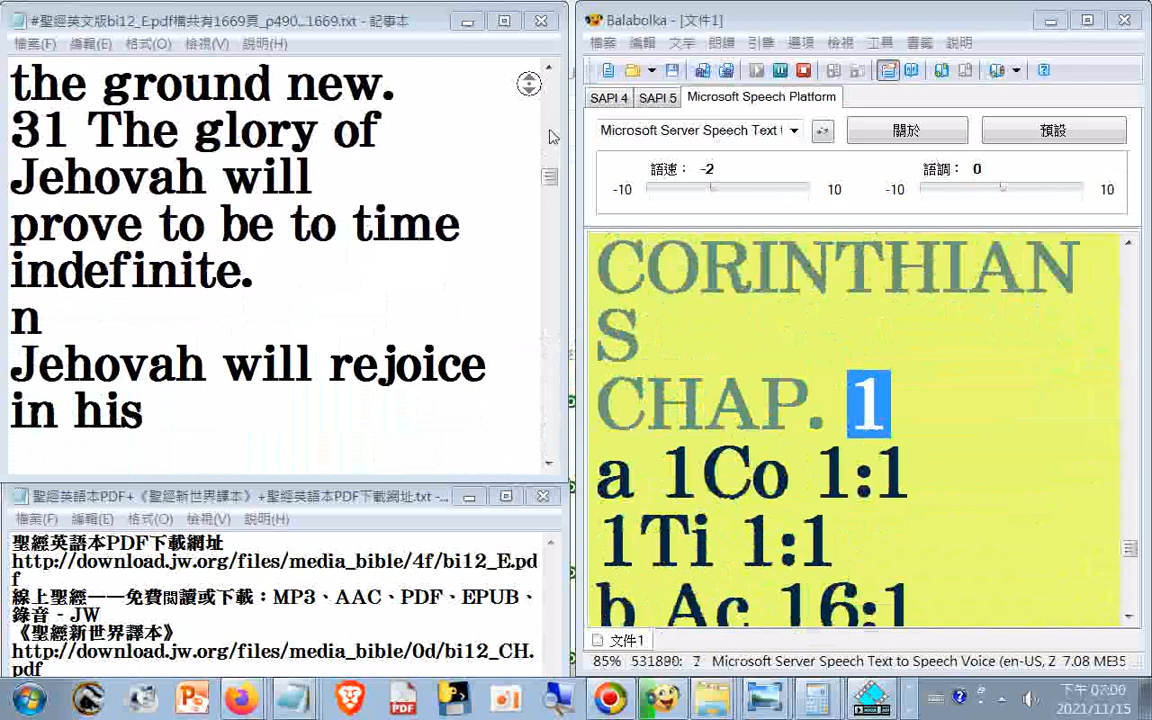 #聖經英文版bi12_E.pdf檔共有1669頁_p490...1669.txt - 記事本
檔案(F) 編輯(E) 格式(O) 檢視(V) 說明(H)
the ground new.
31 The glory of
Jehovah will
prove to be to time
indefinite.
n
Jehovah will rejoice
in his
聖經英語本PDF+《聖經新世界譯本》+聖經英語本PDF下載網址.txt -...
檔案(F) 編輯(E) 格式(O) 檢視(V) 說明(H)
聖經英語本PDF下載網址
http://download.jw.org/files/media_bible/4f/bi12_E.pd
f
線上聖經——免費閱讀或下載：MP3、AAC、PDF、EPUB、
錄音 - JW
《聖經新世界譯本》
http://download.jw.org/files/media_bible/0d/bi12_CH.
pdf
Balabolka - [文件1]
檔案 編輯 文字 朗讀 引擎 選項 檢視 工具 書籤 說明
SAPI 4 SAPI 5 Microsoft Speech Platform
Microsoft Server Speech Text 關於 預設
語速： -2 語調： 0
-10 10 -10 10
CORINTHIAN
S
CHAP. 1
a 1Co 1:1
1Ti 1:1
b Ac 16:1
文件1
85% 531890: 7 Microsoft Server Speech Text to Speech Voice (en-US, Z 7.08 MB
下午 07:00
2021/11/15